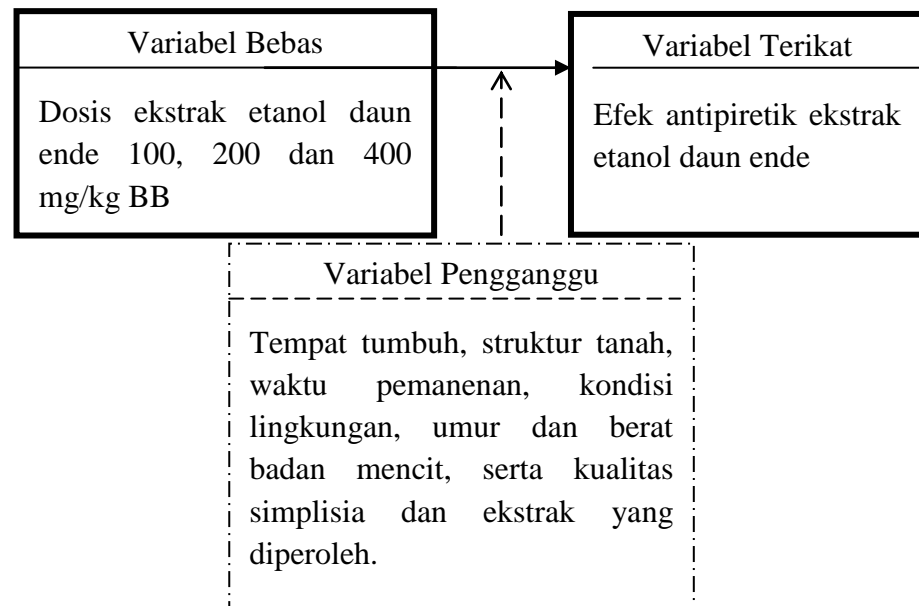 Variabel Bebas
Dosis ekstrak etanol daun
ende 100, 200 dan 400
mg/kg BB
Variabel Terikat
Efek antipiretik ekstrak
etanol daun ende
Variabel Pengganggu
Tempat tumbuh, struktur tanah,
waktu pemanenan, kondisi
lingkungan, umur dan berat
badan mencit, serta kualitas
simplisia dan ekstrak yang
diperoleh.